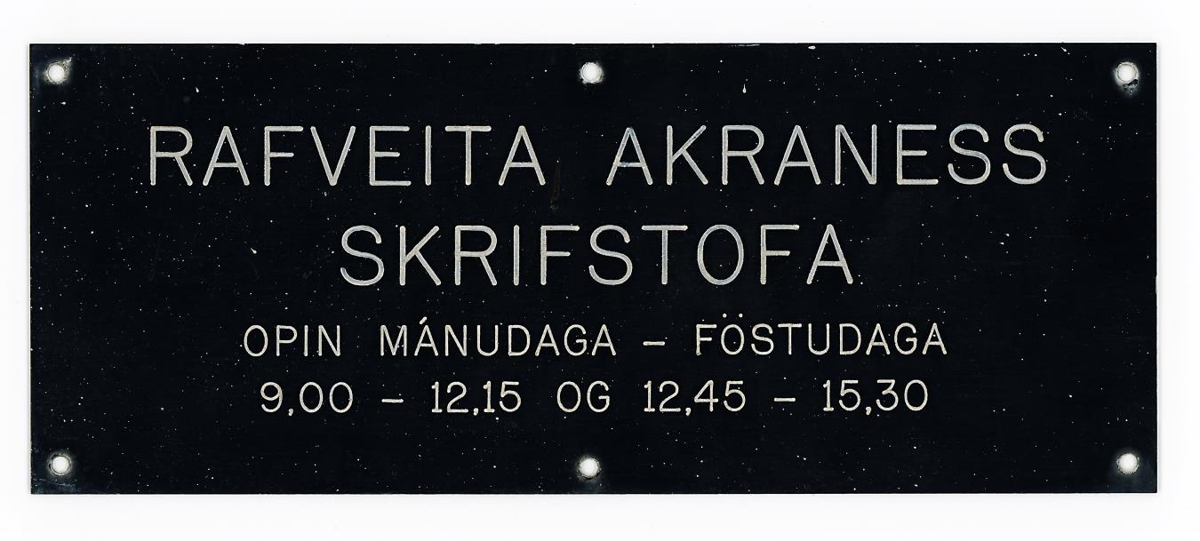 RAFVEITA AKRANESS
SKRIFSTOFA
OPIN MÁNUDAGA – FÖSTUDAGA
9,00 – 12,15 OG 12,45 – 15,30